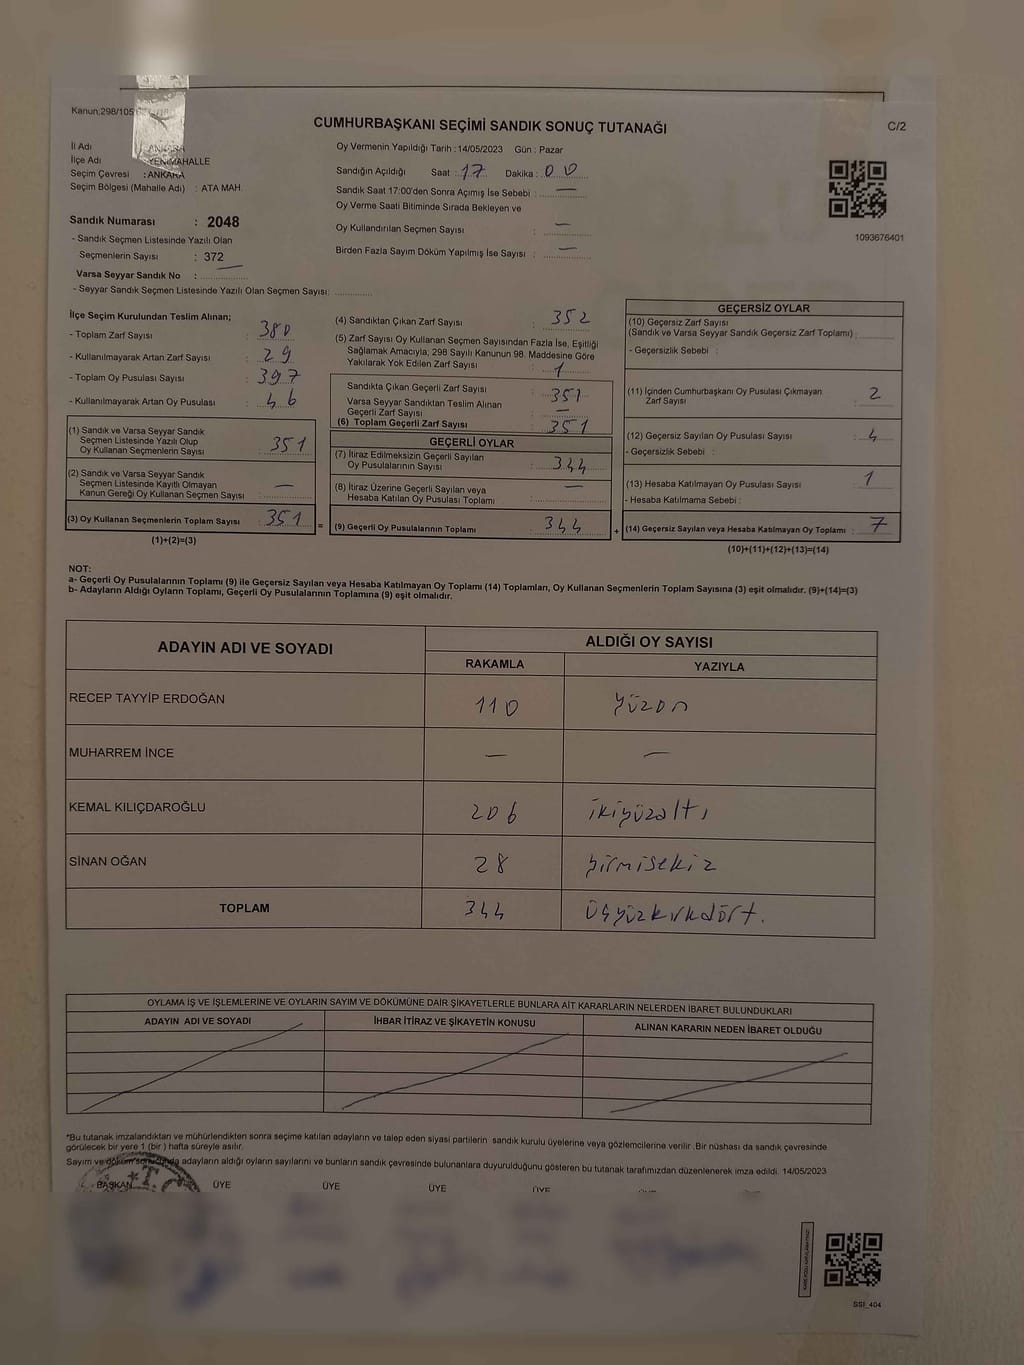 Kanun:298/105
CUMHURBAŞKANI SEÇİMİ SANDIK SONUÇ TUTANAĞI
C/2
İl Adı ANKARA
İlçe Adı YENİMAHALLE
Seçim Çevresi : ANKARA
Seçim Bölgesi (Mahalle Adı) : ATA MAH.
Oy Vermenin Yapıldığı Tarih :14/05/2023 Gün : Pazar
Sandığın Açıldığı Saat : 17 Dakika : 00
Sandık Saat 17:00'den Sonra Açımış İse Sebebi : —
Oy Verme Saati Bitiminde Sırada Bekleyen ve
Oy Kullandırılan Seçmen Sayısı : —
Birden Fazla Sayım Döküm Yapılmış İse Sayısı : —
1093676401
Sandık Numarası : 2048
- Sandık Seçmen Listesinde Yazılı Olan
Seçmenlerin Sayısı : 372
Varsa Seyyar Sandık No : —
- Seyyar Sandık Seçmen Listesinde Yazılı Olan Seçmen Sayısı:
İlçe Seçim Kurulundan Teslim Alınan;
- Toplam Zarf Sayısı : 380
- Kullanılmayarak Artan Zarf Sayısı : 29
- Toplam Oy Pusulası Sayısı : 397
- Kullanılmayarak Artan Oy Pusulası : 46
(1) Sandık ve Varsa Seyyar Sandık
Seçmen Listesinde Yazılı Olup
Oy Kullanan Seçmenlerin Sayısı : 351
(2) Sandık ve Varsa Seyyar Sandık
Seçmen Listesinde Kayıtlı Olmayan
Kanun Gereği Oy Kullanan Seçmen Sayısı : —
(3) Oy Kullanan Seçmenlerin Toplam Sayısı : 351 =
(1)+(2)=(3)
(4) Sandıktan Çıkan Zarf Sayısı : 352
(5) Zarf Sayısı Oy Kullanan Seçmen Sayısından Fazla İse, Eşitliği
Sağlamak Amacıyla; 298 Sayılı Kanunun 98. Maddesine Göre
Yakılarak Yok Edilen Zarf Sayısı : 1
Sandıkta Çıkan Geçerli Zarf Sayısı : 351
Varsa Seyyar Sandıktan Teslim Alınan
Geçerli Zarf Sayısı : —
(6) Toplam Geçerli Zarf Sayısı : 351
GEÇERLİ OYLAR
(7) İtiraz Edilmeksizin Geçerli Sayılan
Oy Pusulalarının Sayısı : 344
(8) İtiraz Üzerine Geçerli Sayılan veya
Hesaba Katılan Oy Pusulası Toplamı : —
(9) Geçerli Oy Pusulalarının Toplamı : 344 +
GEÇERSİZ OYLAR
(10) Geçersiz Zarf Sayısı
(Sandık ve Varsa Seyyar Sandık Geçersiz Zarf Toplamı) :
- Geçersizlik Sebebi :
(11) İçinden Cumhurbaşkanı Oy Pusulası Çıkmayan
Zarf Sayısı : 2
(12) Geçersiz Sayılan Oy Pusulası Sayısı : 4
- Geçersizlik Sebebi :
(13) Hesaba Katılmayan Oy Pusulası Sayısı : 1
- Hesaba Katılmama Sebebi :
(14) Geçersiz Sayılan veya Hesaba Katılmayan Oy Toplamı : 7
(10)+(11)+(12)+(13)=(14)
NOT:
a- Geçerli Oy Pusulalarının Toplamı (9) ile Geçersiz Sayılan veya Hesaba Katılmayan Oy Toplamı (14) Toplamları, Oy Kullanan Seçmenlerin Toplam Sayısına (3) eşit olmalıdır. (9)+(14)=(3)
b- Adayların Aldığı Oyların Toplamı, Geçerli Oy Pusulalarının Toplamına (9) eşit olmalıdır.
ADAYIN ADI VE SOYADI
ALDIĞI OY SAYISI
RAKAMLA YAZIYLA
RECEP TAYYİP ERDOĞAN 110 yüzon
MUHARREM İNCE — —
KEMAL KILIÇDAROĞLU 206 ikiyüzaltı
SİNAN OĞAN 28 yirmisekiz
TOPLAM 344 üçyüzkırkdört.
OYLAMA İŞ VE İŞLEMLERİNE VE OYLARIN SAYIM VE DÖKÜMÜNE DAİR ŞİKAYETLERLE BUNLARA AİT KARARLARIN NELERDEN İBARET BULUNDUKLARI
ADAYIN ADI VE SOYADI İHBAR İTİRAZ VE ŞİKAYETİN KONUSU ALINAN KARARIN NEDEN İBARET OLDUĞU
*Bu tutanak imzalandıktan ve mühürlendikten sonra seçime katılan adayların ve talep eden siyasi partilerin sandık kurulu üyelerine veya gözlemcilerine verilir .Bir nüshası da sandık çevresinde
görülecek bir yere 1 (bir ) hafta süreyle asılır.
Sayım ve döküm sonucunda adayların aldığı oyların sayılarını ve bunların sandık çevresinde bulunanlara duyurulduğunu gösteren bu tutanak tarafımızdan düzenlenerek imza edildi. 14/05/2023
BAŞKAN ÜYE ÜYE ÜYE ÜYE
T.C
SSI_404